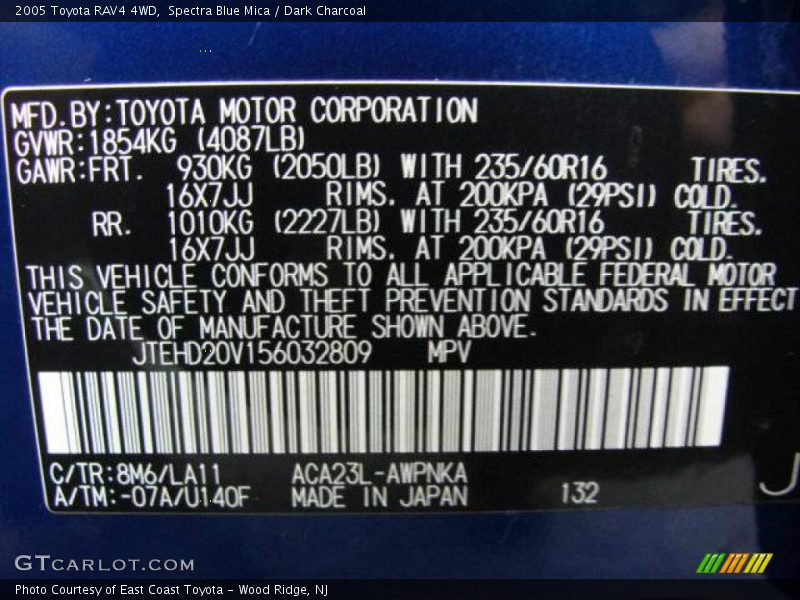 2005 Toyota RAV4 4WD, Spectra Blue Mica / Dark Charcoal
MFD.BY:TOYOTA MOTOR CORPORATION
GVWR:1854KG (4087LB)
GAWR:FRT. 930KG (2050LB) WITH 235/60R16 TIRES.
16X7JJ RIMS. AT 200KPA (29PSI) COLD.
RR. 1010KG (2227LB) WITH 235/60R16 TIRES.
16X7JJ RIMS. AT 200KPA (29PSI) COLD.
THIS VEHICLE CONFORMS TO ALL APPLICABLE FEDERAL MOTOR
VEHICLE SAFETY AND THEFT PREVENTION STANDARDS IN EFFECT
THE DATE OF MANUFACTURE SHOWN ABOVE.
JTEHD20V156032809 MPV
C/TR:8M6/LA11 ACA23L-AWPNKA
A/TM:-07A/U140F MADE IN JAPAN 132
J
GTCARLOT.COM
Photo Courtesy of East Coast Toyota - Wood Ridge, NJ